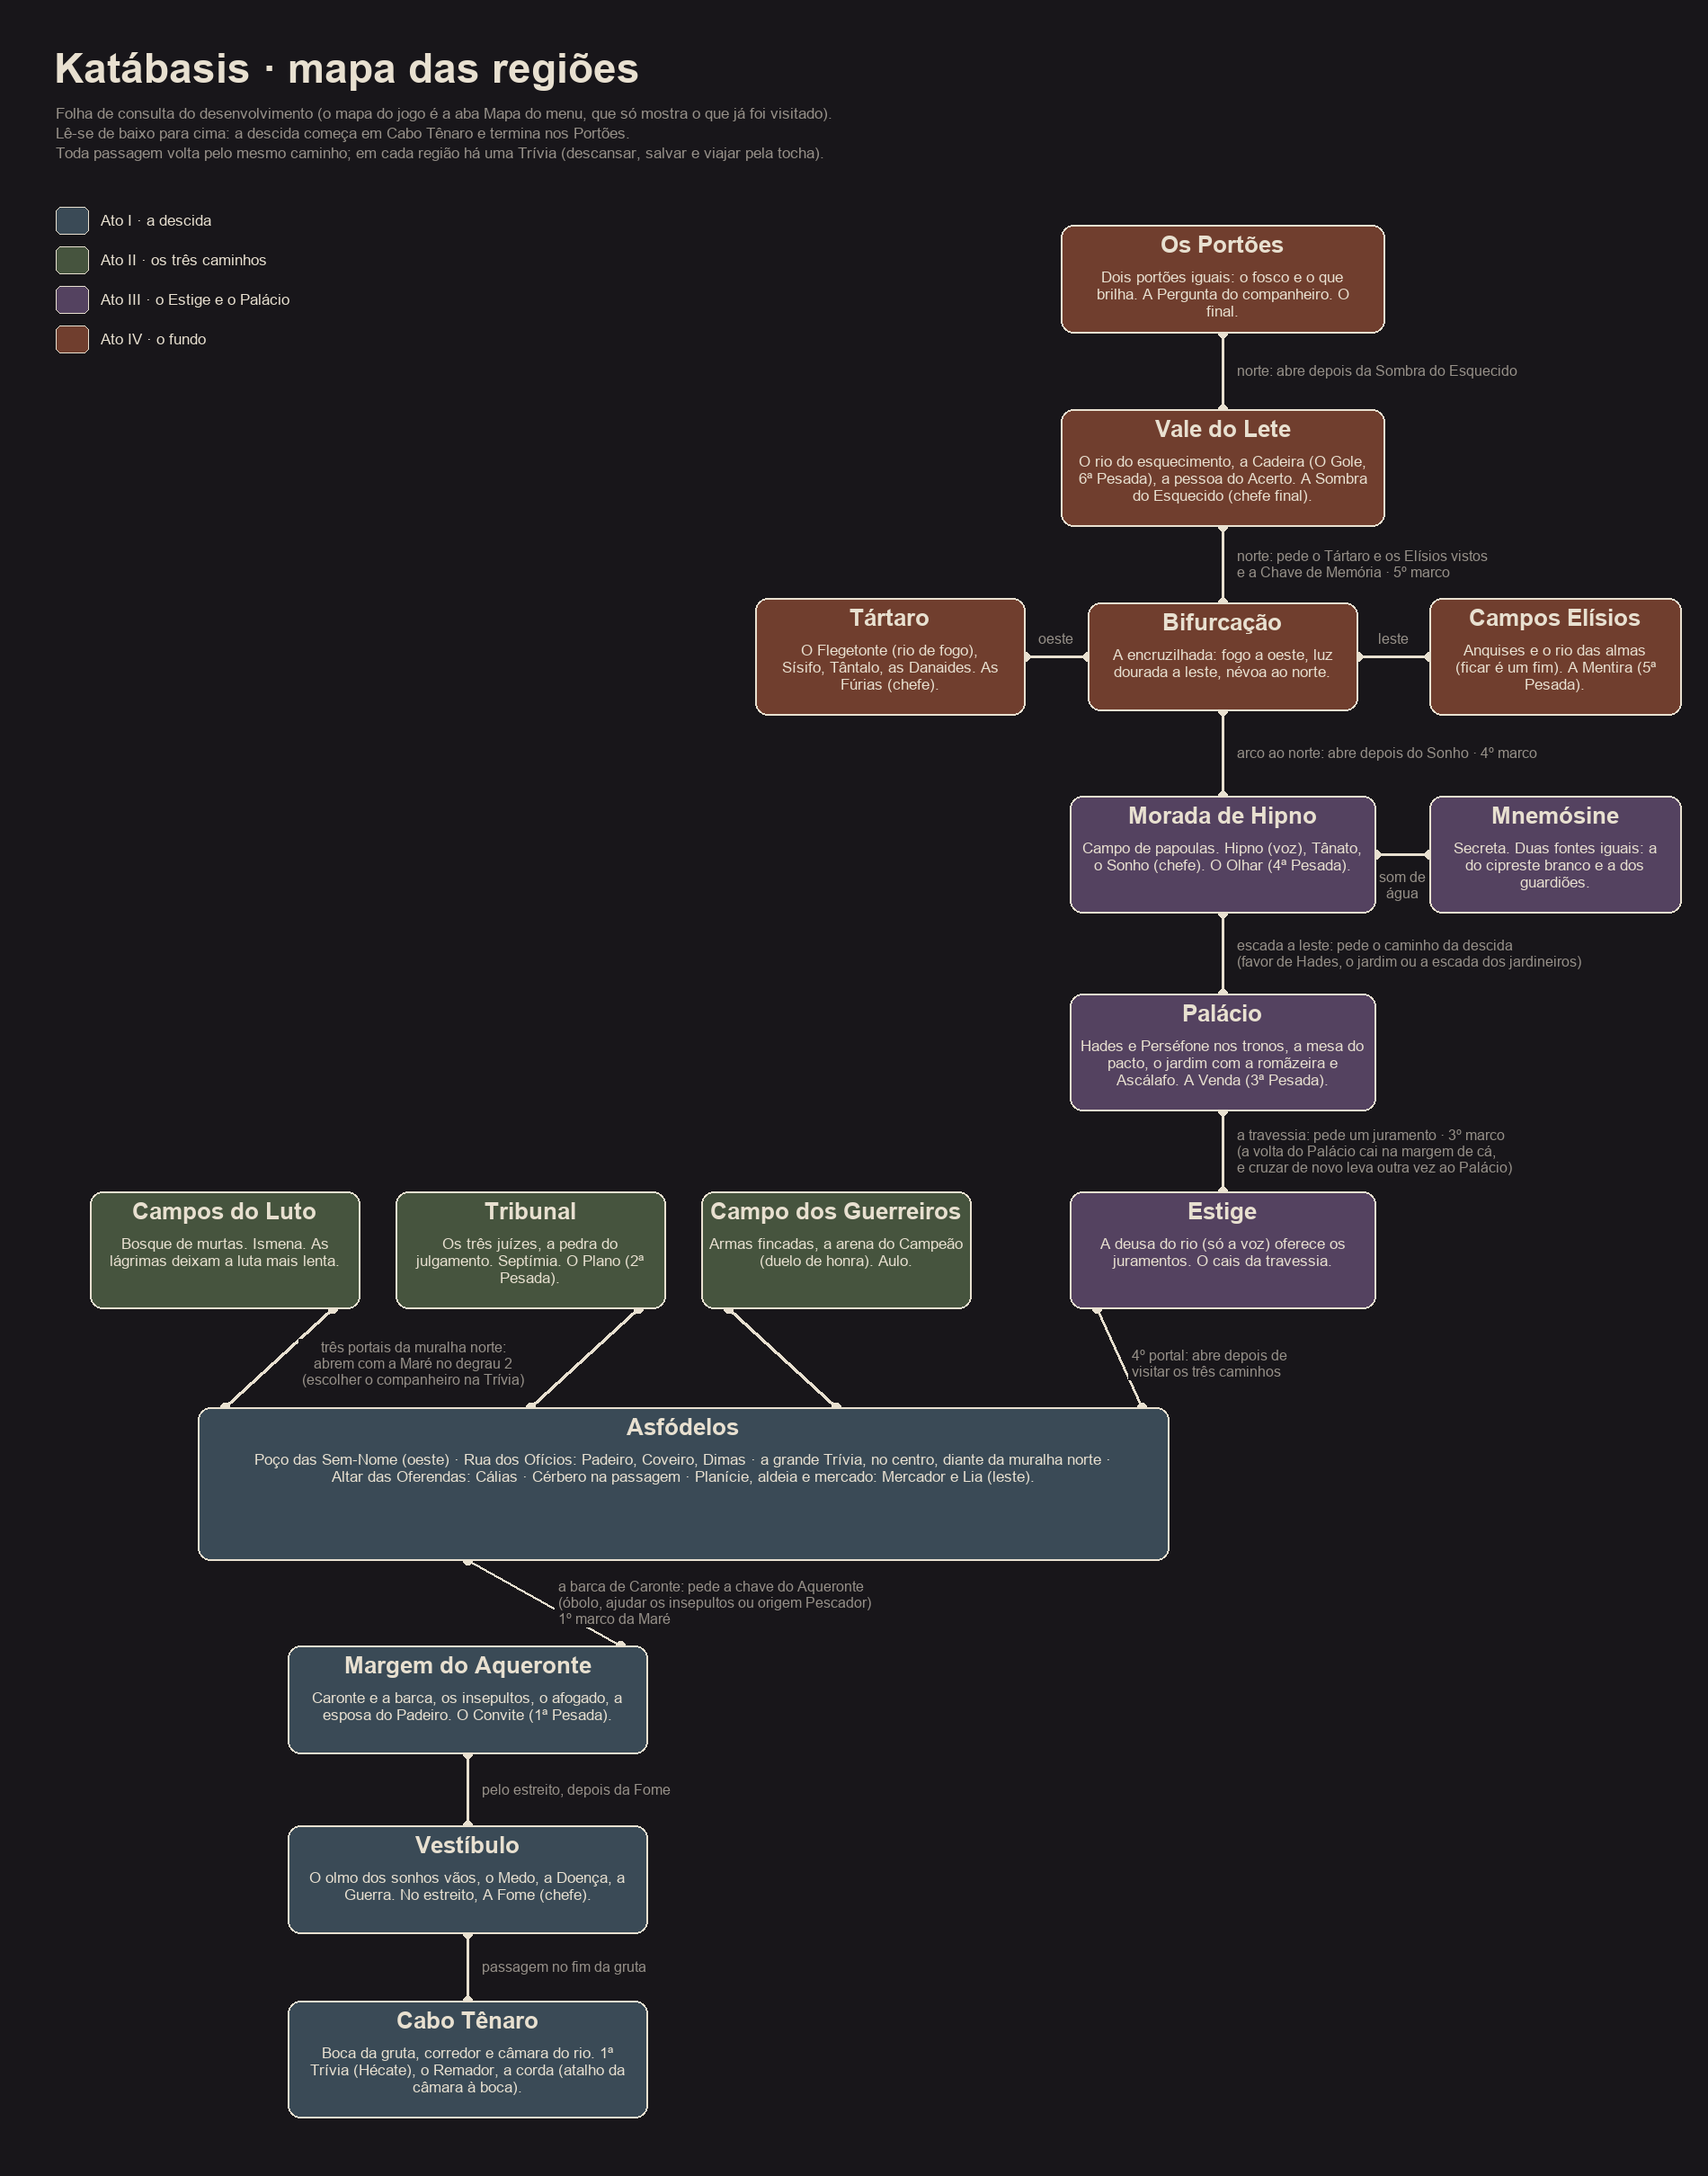 Katábasis · mapa das regiões
Folha de consulta do desenvolvimento (o mapa do jogo é a aba Mapa do menu, que só mostra o que já foi visitado).
Lê-se de baixo para cima: a descida começa em Cabo Tênaro e termina nos Portões.
Toda passagem volta pelo mesmo caminho; em cada região há uma Trívia (descansar, salvar e viajar pela tocha).
Ato I · a descida
Ato II · os três caminhos
Ato III · o Estige e o Palácio
Ato IV · o fundo
Os Portões
Dois portões iguais: o fosco e o que
brilha. A Pergunta do companheiro. O
final.
norte: abre depois da Sombra do Esquecido
Vale do Lete
O rio do esquecimento, a Cadeira (O Gole,
6ª Pesada), a pessoa do Acerto. A Sombra
do Esquecido (chefe final).
norte: pede o Tártaro e os Elísios vistos
e a Chave de Memória · 5º marco
Tártaro
O Flegetonte (rio de fogo),
Sísifo, Tântalo, as Danaides. As
Fúrias (chefe).
oeste
Bifurcação
A encruzilhada: fogo a oeste, luz
dourada a leste, névoa ao norte.
leste
Campos Elísios
Anquises e o rio das almas
(ficar é um fim). A Mentira (5ª
Pesada).
arco ao norte: abre depois do Sonho · 4º marco
Morada de Hipno
Campo de papoulas. Hipno (voz), Tânato,
o Sonho (chefe). O Olhar (4ª Pesada).
som de
água
Mnemósine
Secreta. Duas fontes iguais: a
do cipreste branco e a dos
guardiões.
escada a leste: pede o caminho da descida
(favor de Hades, o jardim ou a escada dos jardineiros)
Palácio
Hades e Perséfone nos tronos, a mesa do
pacto, o jardim com a romãzeira e
Ascálafo. A Venda (3ª Pesada).
a travessia: pede um juramento · 3º marco
(a volta do Palácio cai na margem de cá,
e cruzar de novo leva outra vez ao Palácio)
Campos do Luto
Bosque de murtas. Ismena. As
lágrimas deixam a luta mais lenta.
Tribunal
Os três juízes, a pedra do
julgamento. Septímia. O Plano (2ª
Pesada).
Campo dos Guerreiros
Armas fincadas, a arena do Campeão
(duelo de honra). Aulo.
Estige
A deusa do rio (só a voz) oferece os
juramentos. O cais da travessia.
três portais da muralha norte:
abrem com a Maré no degrau 2
(escolher o companheiro na Trívia)
4º portal: abre depois de
visitar os três caminhos
Asfódelos
Poço das Sem-Nome (oeste) · Rua dos Ofícios: Padeiro, Coveiro, Dimas · a grande Trívia, no centro, diante da muralha norte ·
Altar das Oferendas: Cálias · Cérbero na passagem · Planície, aldeia e mercado: Mercador e Lia (leste).
a barca de Caronte: pede a chave do Aqueronte
(óbolo, ajudar os insepultos ou origem Pescador)
1º marco da Maré
Margem do Aqueronte
Caronte e a barca, os insepultos, o afogado, a
esposa do Padeiro. O Convite (1ª Pesada).
pelo estreito, depois da Fome
Vestíbulo
O olmo dos sonhos vãos, o Medo, a Doença, a
Guerra. No estreito, A Fome (chefe).
passagem no fim da gruta
Cabo Tênaro
Boca da gruta, corredor e câmara do rio. 1ª
Trívia (Hécate), o Remador, a corda (atalho da
câmara à boca).